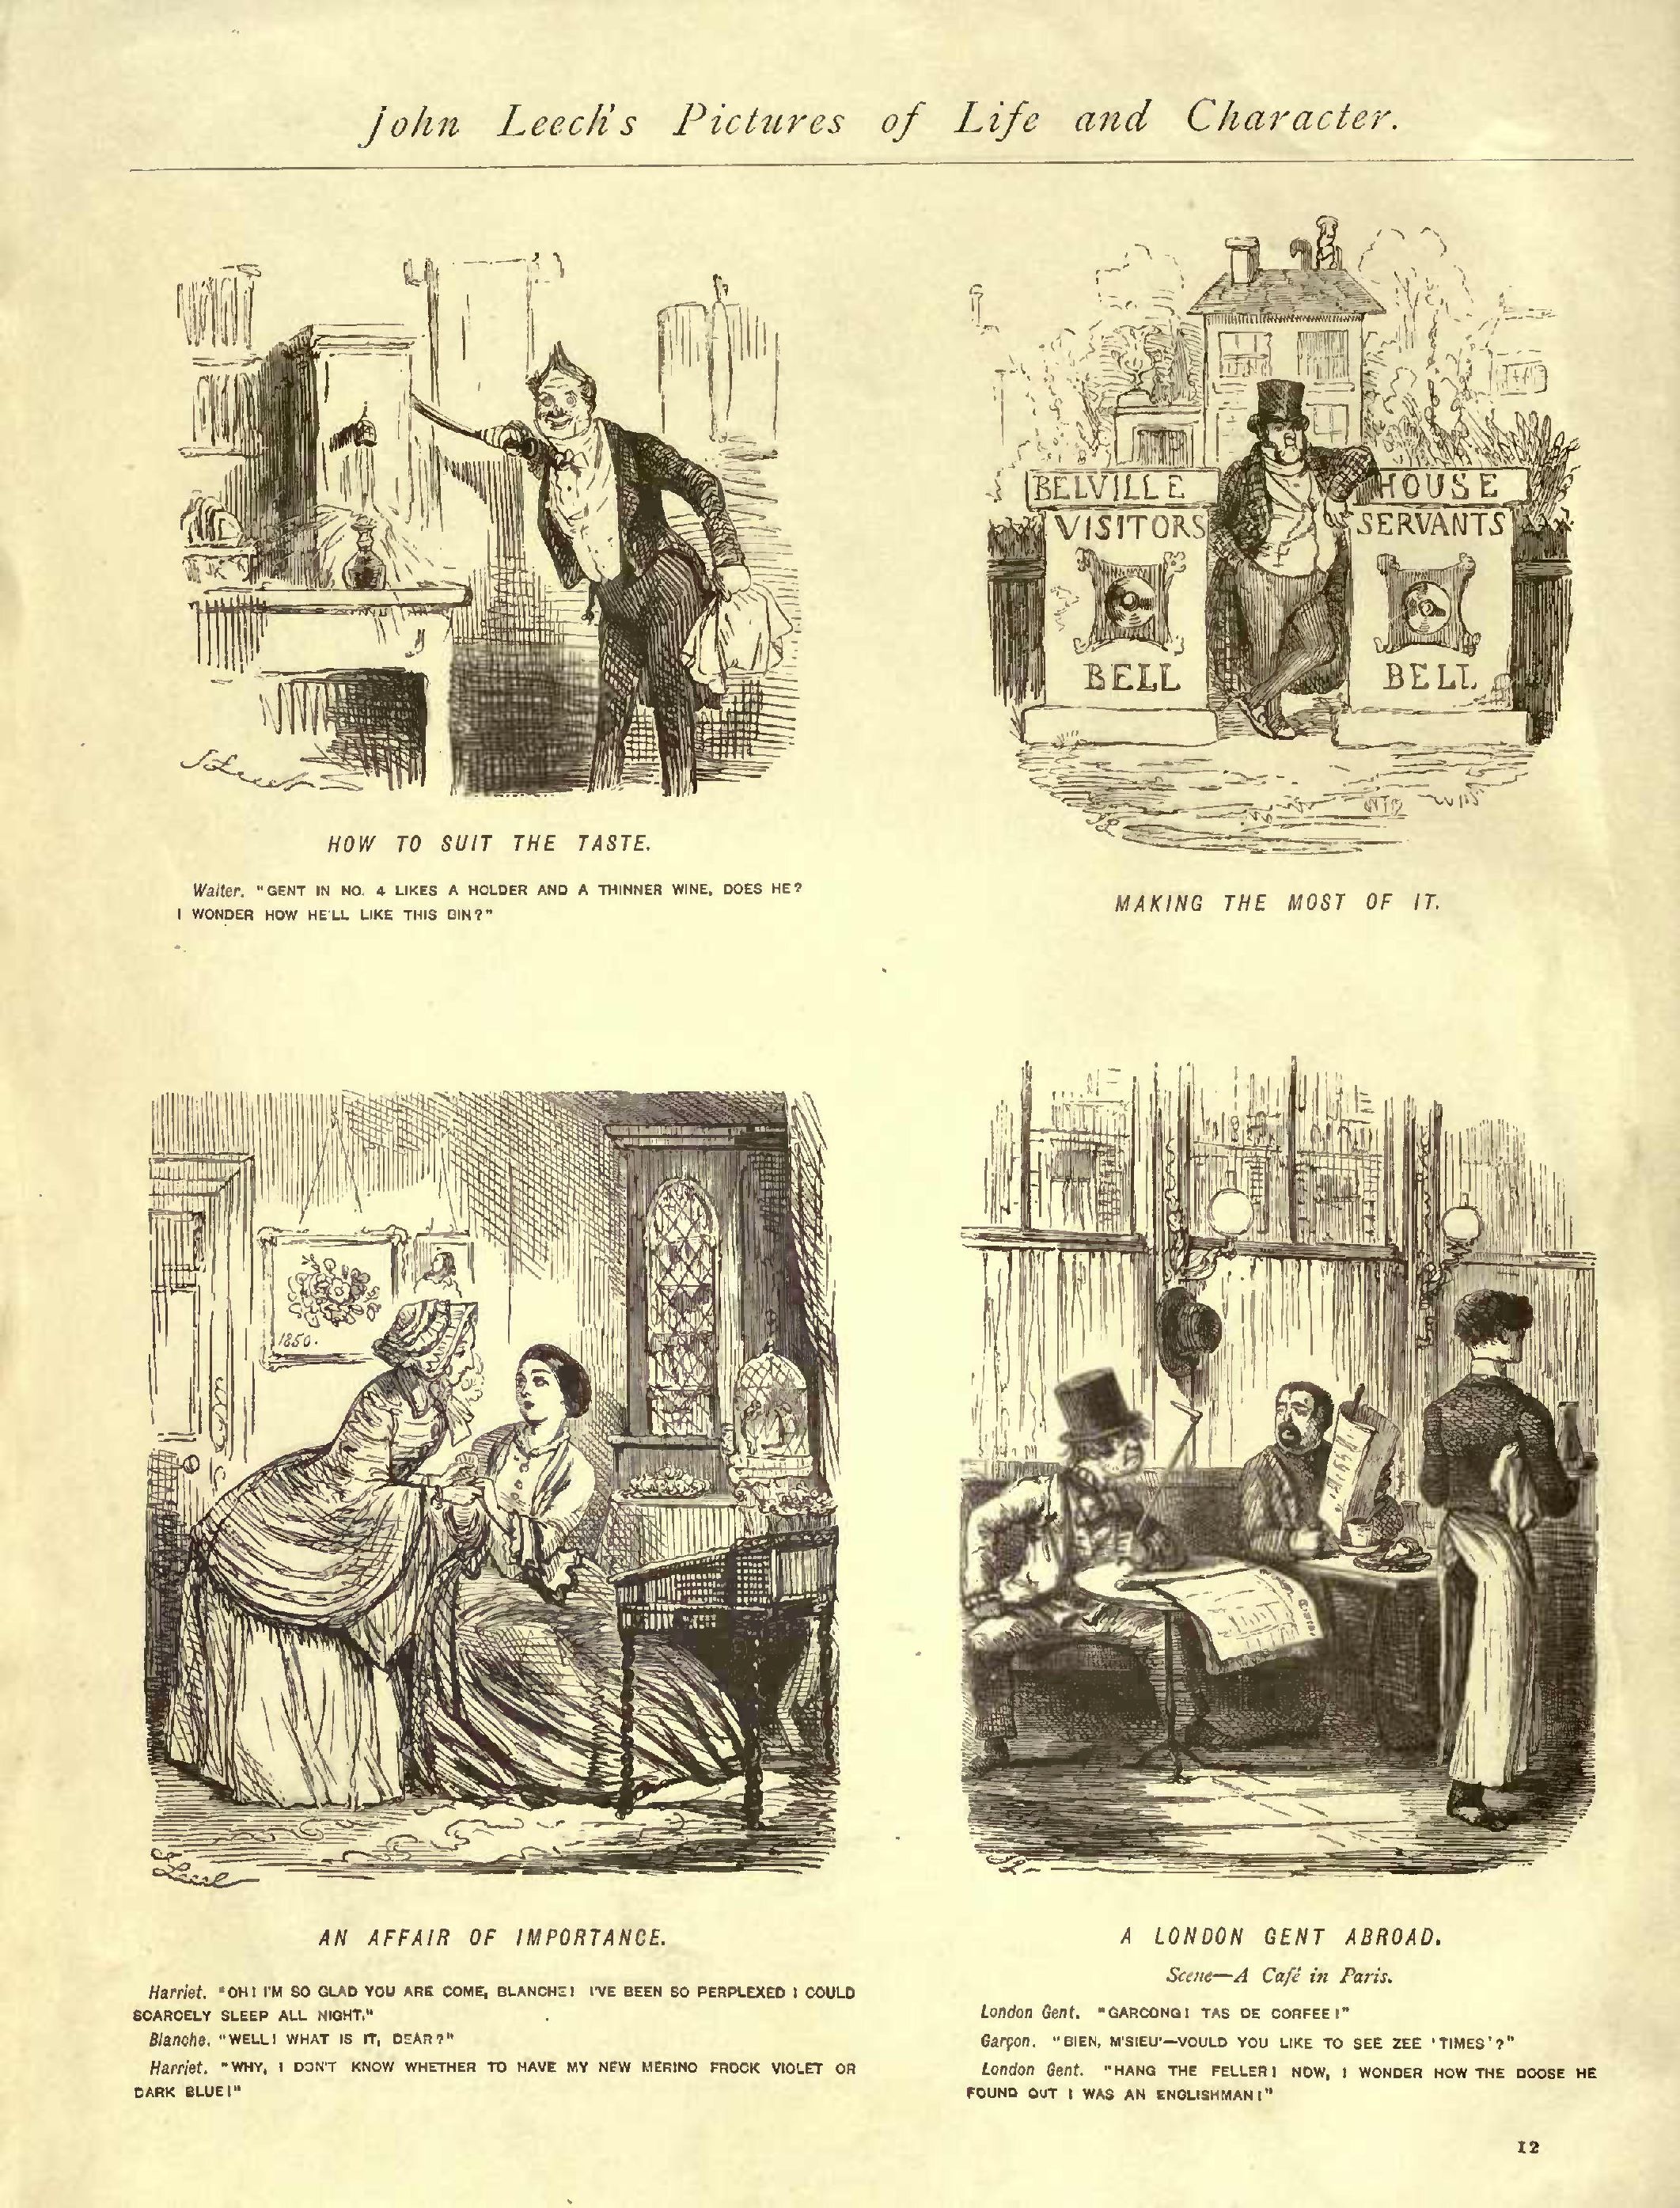 John Leech's Pictures of Life and Character.
HOW TO SUIT THE TASTE.
Waiter. "GENT IN NO. 4 LIKES A HOLDER AND A THINNER WINE, DOES HE?
I WONDER HOW HE'LL LIKE THIS BIN?"
BELVILLE HOUSE
VISITORS SERVANTS
BELL BELL
MAKING THE MOST OF IT.
1850.
Leech
AN AFFAIR OF IMPORTANCE.
Harriet. "OH! I'M SO GLAD YOU ARE COME, BLANCHE! I'VE BEEN SO PERPLEXED I COULD
SCARCELY SLEEP ALL NIGHT."
Blanche. "WELL! WHAT IS IT, DEAR?"
Harriet. "WHY, I DON'T KNOW WHETHER TO HAVE MY NEW MERINO FROCK VIOLET OR
DARK BLUE!"
A LONDON GENT ABROAD.
Scene—A Café in Paris.
London Gent. "GARCONG! TAS DE CORFEE!"
Garçon. "BIEN, M'SIEU'—VOULD YOU LIKE TO SEE ZEE 'TIMES'?"
London Gent. "HANG THE FELLER! NOW, I WONDER HOW THE DOOSE HE
FOUND OUT I WAS AN ENGLISHMAN!"
12